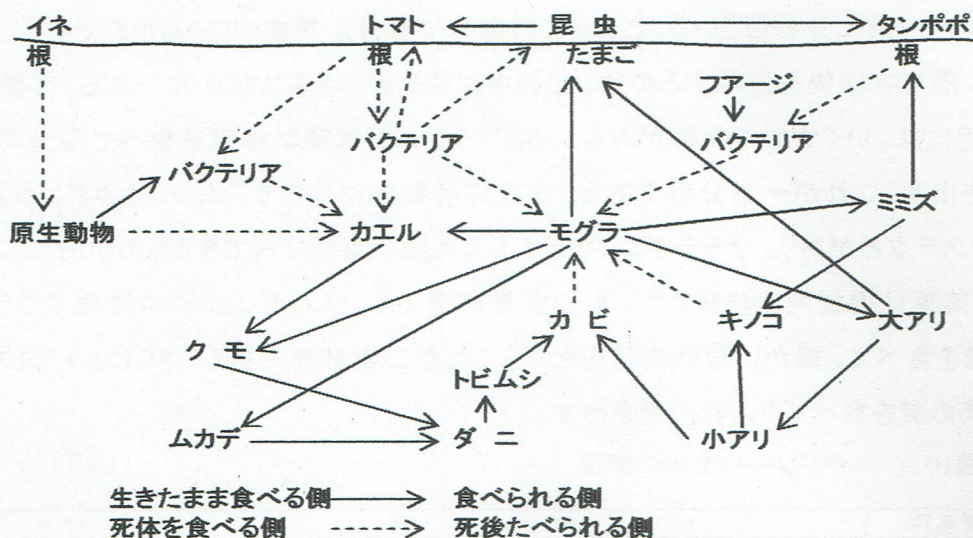 イネ トマト 昆虫 タンポポ
根 根 たまご 根
ファージ
バクテリア バクテリア バクテリア
ミミズ
原生動物 カエル モグラ
カビ キノコ 大アリ
クモ
トビムシ
ムカデ ダニ 小アリ
生きたまま食べる側 食べられる側
死体を食べる側 死後たべられる側